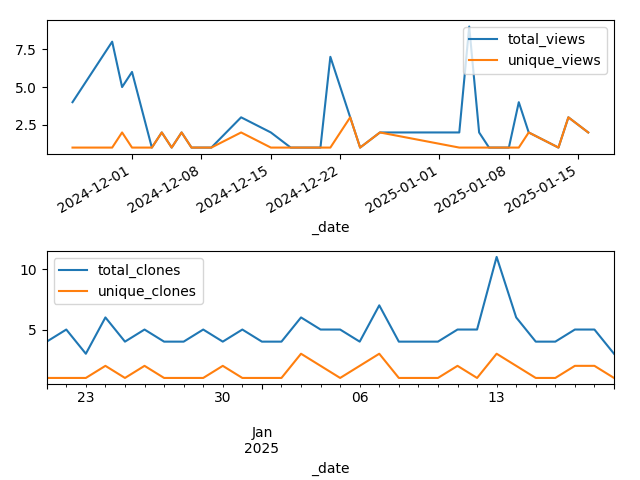 7.5
5.0
2.5
total_views
unique_views
2024-12-01
2024-12-08
2024-12-15
2024-12-22
2025-01-01
2025-01-08
2025-01-15
_date
10
5
total_clones
unique_clones
23
30
06
13
Jan
2025
_date